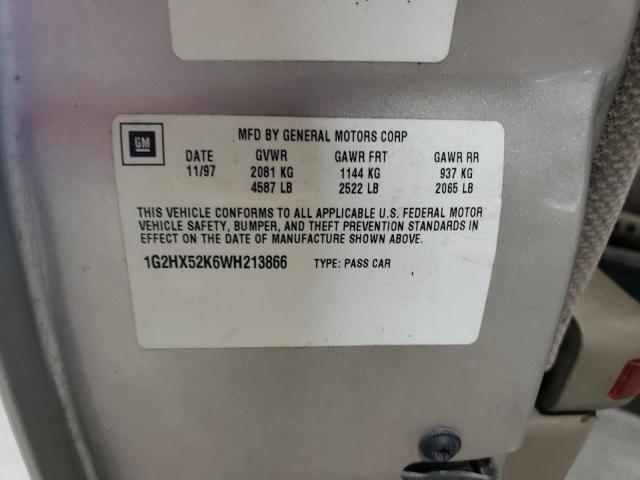 GM
MFD BY GENERAL MOTORS CORP
DATE GVWR GAWR FRT GAWR RR
11/97 2081 KG 1144 KG 937 KG
4587 LB 2522 LB 2065 LB
THIS VEHICLE CONFORMS TO ALL APPLICABLE U.S. FEDERAL MOTOR
VEHICLE SAFETY, BUMPER, AND THEFT PREVENTION STANDARDS IN
EFFECT ON THE DATE OF MANUFACTURE SHOWN ABOVE.
1G2HX52K6WH213866 TYPE: PASS CAR